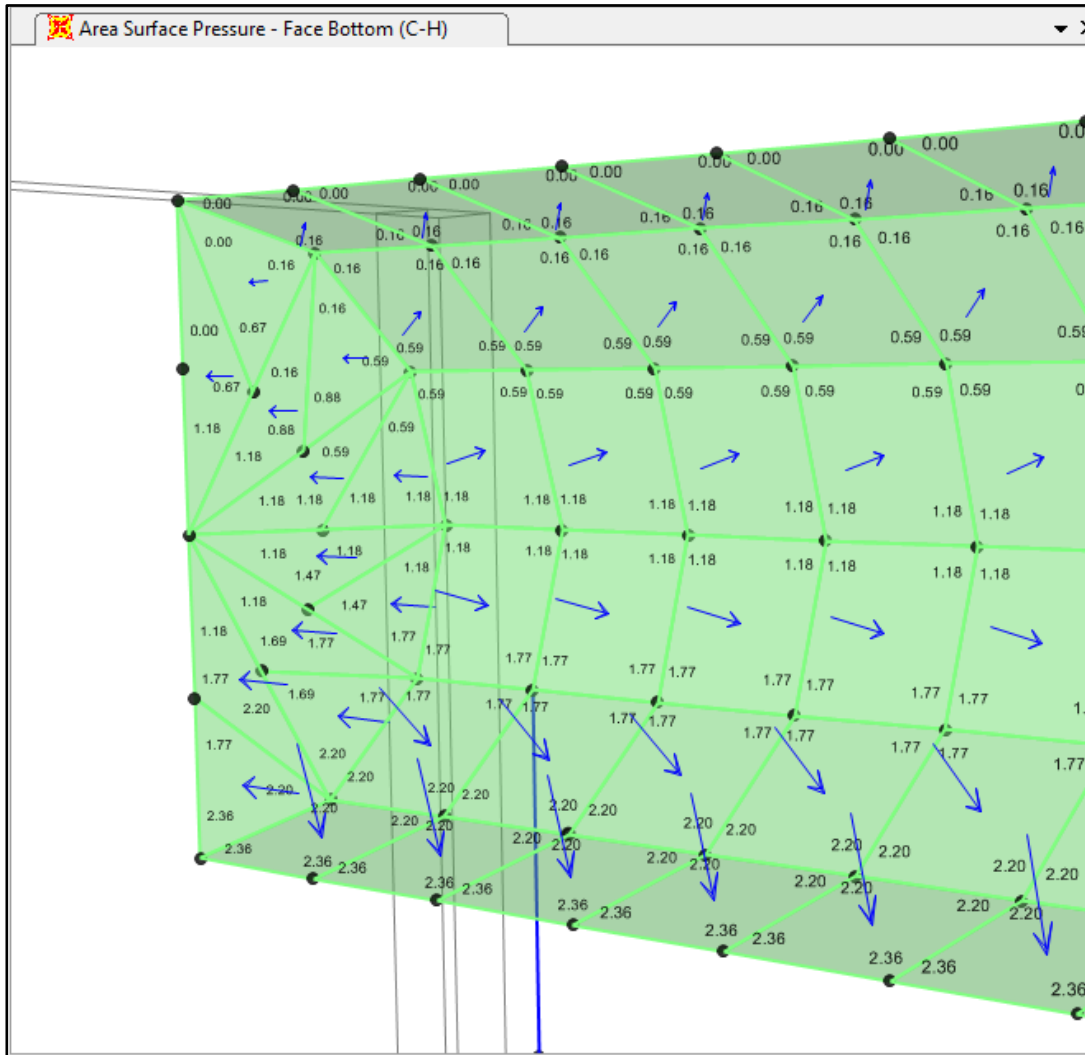 Area Surface Pressure - Face Bottom (C-H)
0.00 0.00 0.00 0.00 0.00 0.00 0.00 0.00 0.00 0.00 0.0
0.00 0.16 0.16 0.16 0.16 0.16 0.16 0.16 0.16 0.16 0.16
0.16 0.16 0.16 0.16 0.16 0.16 0.16 0.16 0.16 0.16 0.16 0.16
0.16
0.00 0.67 0.59 0.59 0.59 0.59 0.59 0.59 0.59 0.59 0.59 0.59 0.5
0.67 0.16 0.88 0.59 0.59 0.59 0.59 0.59 0.59 0.59 0.59 0.59 0.
1.18 0.88 0.59
1.18 0.59
1.18 1.18 1.18 1.18 1.18 1.18 1.18 1.18 1.18 1.18 1.18 1.18 1.18
1.18 1.18 1.18 1.18 1.18 1.18 1.18 1.18 1.18 1.18 1.18
1.47 1.18
1.18 1.47
1.18 1.69 1.77 1.77 1.77 1.77 1.77 1.77 1.77 1.77 1.77 1.77 1.77
1.77 1.69 1.77 1.77 1.77 1.77 1.77 1.77 1.77 1.77 1.77 1.77 1.77
2.20
1.77 2.20
2.20 2.20 2.20 2.20 2.20 2.20 2.20 2.20 2.20 2.20 2.20 2.20
2.36 2.20 2.20 2.20 2.20 2.20 2.20 2.20 2.20 2.20 2.20 2.20 2.20
2.36 2.36 2.36 2.36 2.36 2.36 2.36 2.36 2.36 2.36 2.36 2.36